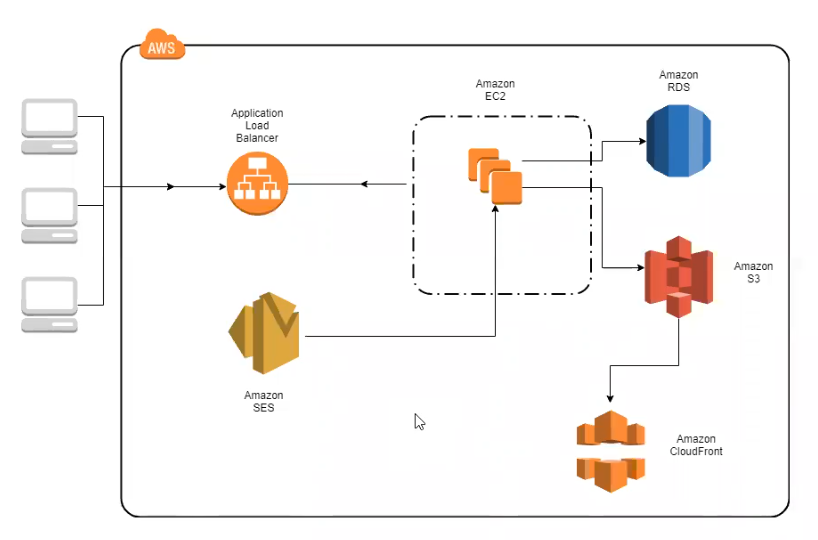 AWS
Amazon
RDS
Amazon
EC2
Application
Load
Balancer
Amazon
S3
Amazon
SES
Amazon
CloudFront